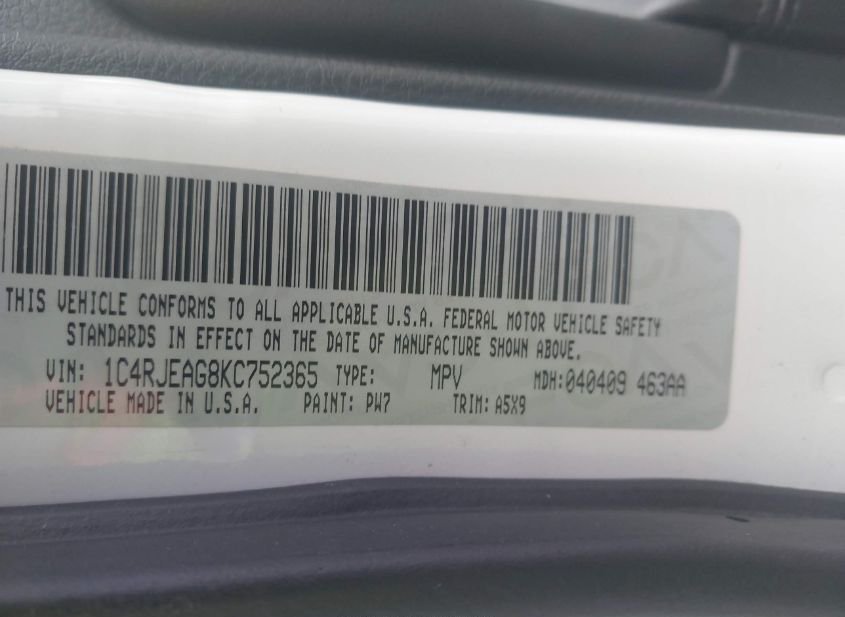 THIS VEHICLE CONFORMS TO ALL APPLICABLE U.S.A. FEDERAL MOTOR VEHICLE SAFETY
STANDARDS IN EFFECT ON THE DATE OF MANUFACTURE SHOWN ABOVE.
VIN: 1C4RJEAG8KC752365 TYPE: MPV MDH:040409 463AA
VEHICLE MADE IN U.S.A. PAINT: PW7 TRIM: A5X9